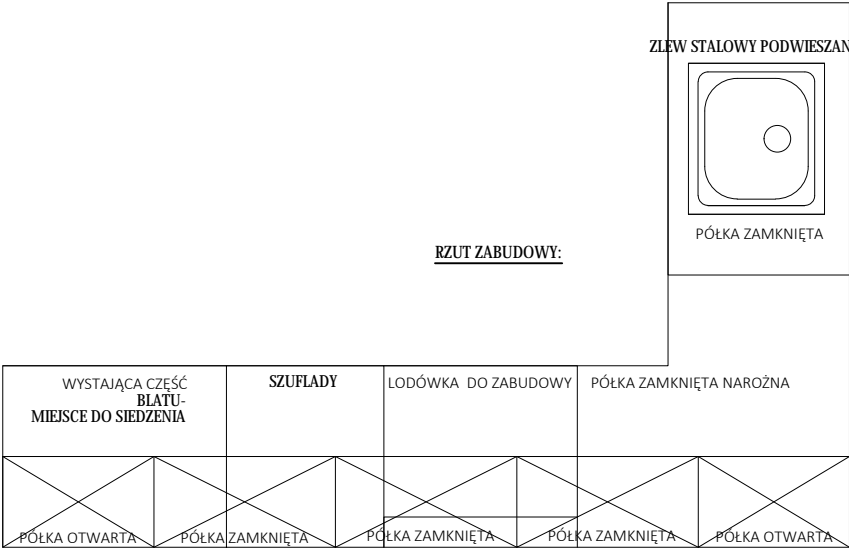 ZLEW STALOWY PODWIESZAN
PÓŁKA ZAMKNIĘTA
RZUT ZABUDOWY:
WYSTAJĄCA CZĘŚĆ
BLATU-
MIEJSCE DO SIEDZENIA
SZUFLADY
LODÓWKA DO ZABUDOWY
PÓŁKA ZAMKNIĘTA NAROŻNA
PÓŁKA OTWARTA
PÓŁKA ZAMKNIĘTA
PÓŁKA ZAMKNIĘTA
PÓŁKA ZAMKNIĘTA
PÓŁKA OTWARTA